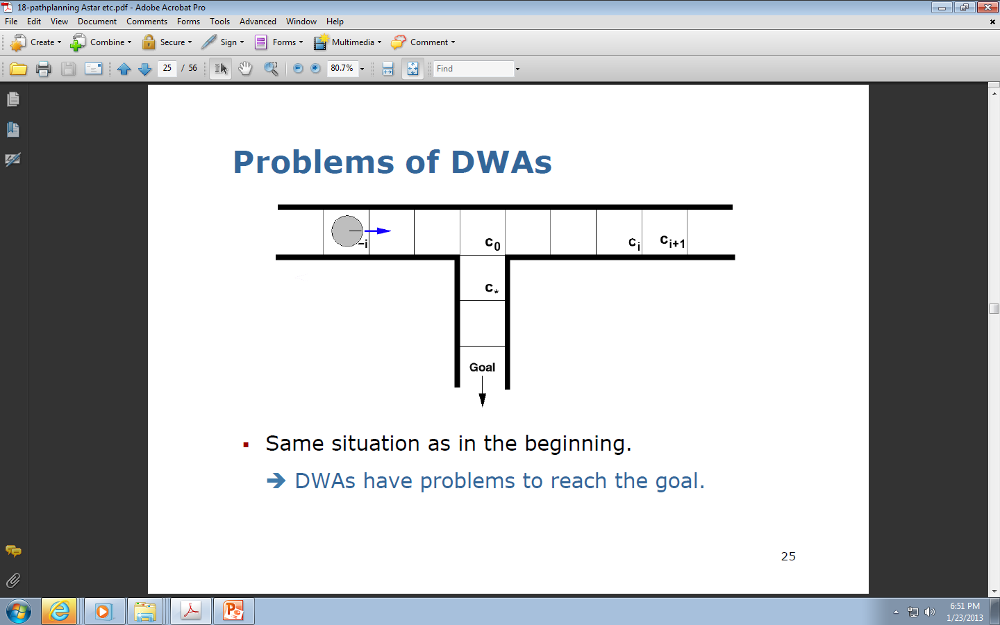 18-pathplanning Astar etc.pdf - Adobe Acrobat Pro
File Edit View Document Comments Forms Tools Advanced Window Help
Create Combine Secure Sign Forms Multimedia Comment
25 / 56 80.7% Find
Problems of DWAs
−i c0 ci ci+1
c*
Goal
▪ Same situation as in the beginning.
➔ DWAs have problems to reach the goal.
25
6:51 PM
1/23/2013